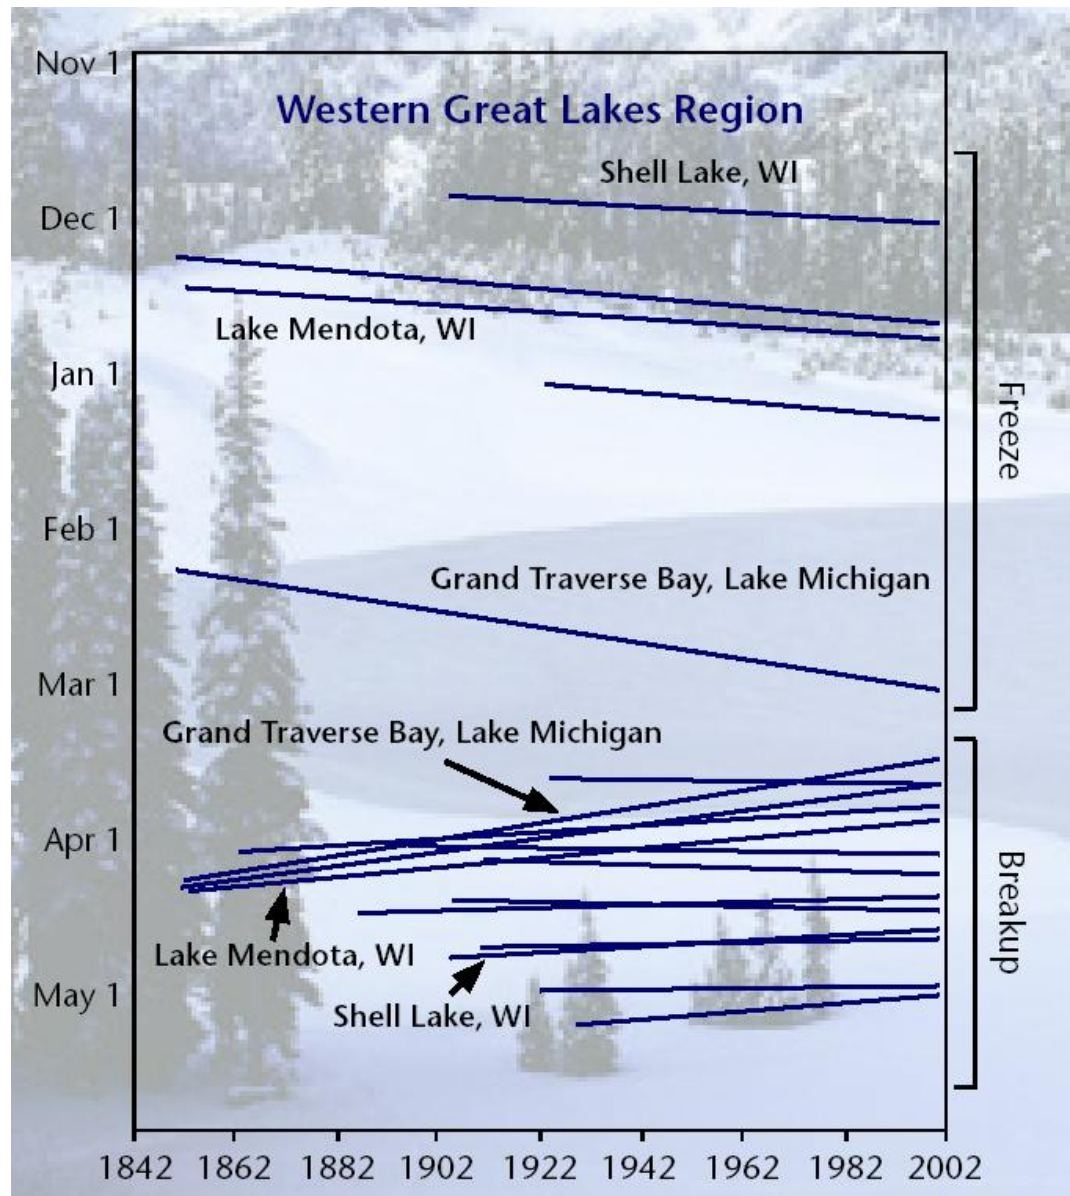 Nov 1
Western Great Lakes Region
Shell Lake, WI
Dec 1
Lake Mendota, WI
Jan 1
Freeze
Feb 1
Grand Traverse Bay, Lake Michigan
Mar 1
Grand Traverse Bay, Lake Michigan
Apr 1
Breakup
Lake Mendota, WI
May 1
Shell Lake, WI
1842 1862 1882 1902 1922 1942 1962 1982 2002